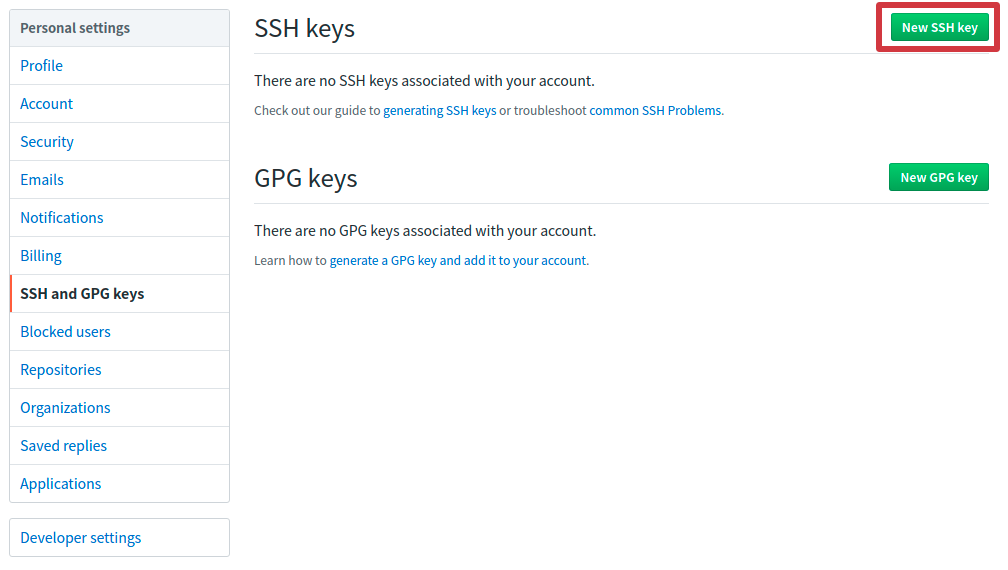 Personal settings
Profile
Account
Security
Emails
Notifications
Billing
SSH and GPG keys
Blocked users
Repositories
Organizations
Saved replies
Applications
Developer settings
SSH keys
New SSH key
There are no SSH keys associated with your account.
Check out our guide to generating SSH keys or troubleshoot common SSH Problems.
GPG keys
New GPG key
There are no GPG keys associated with your account.
Learn how to generate a GPG key and add it to your account.